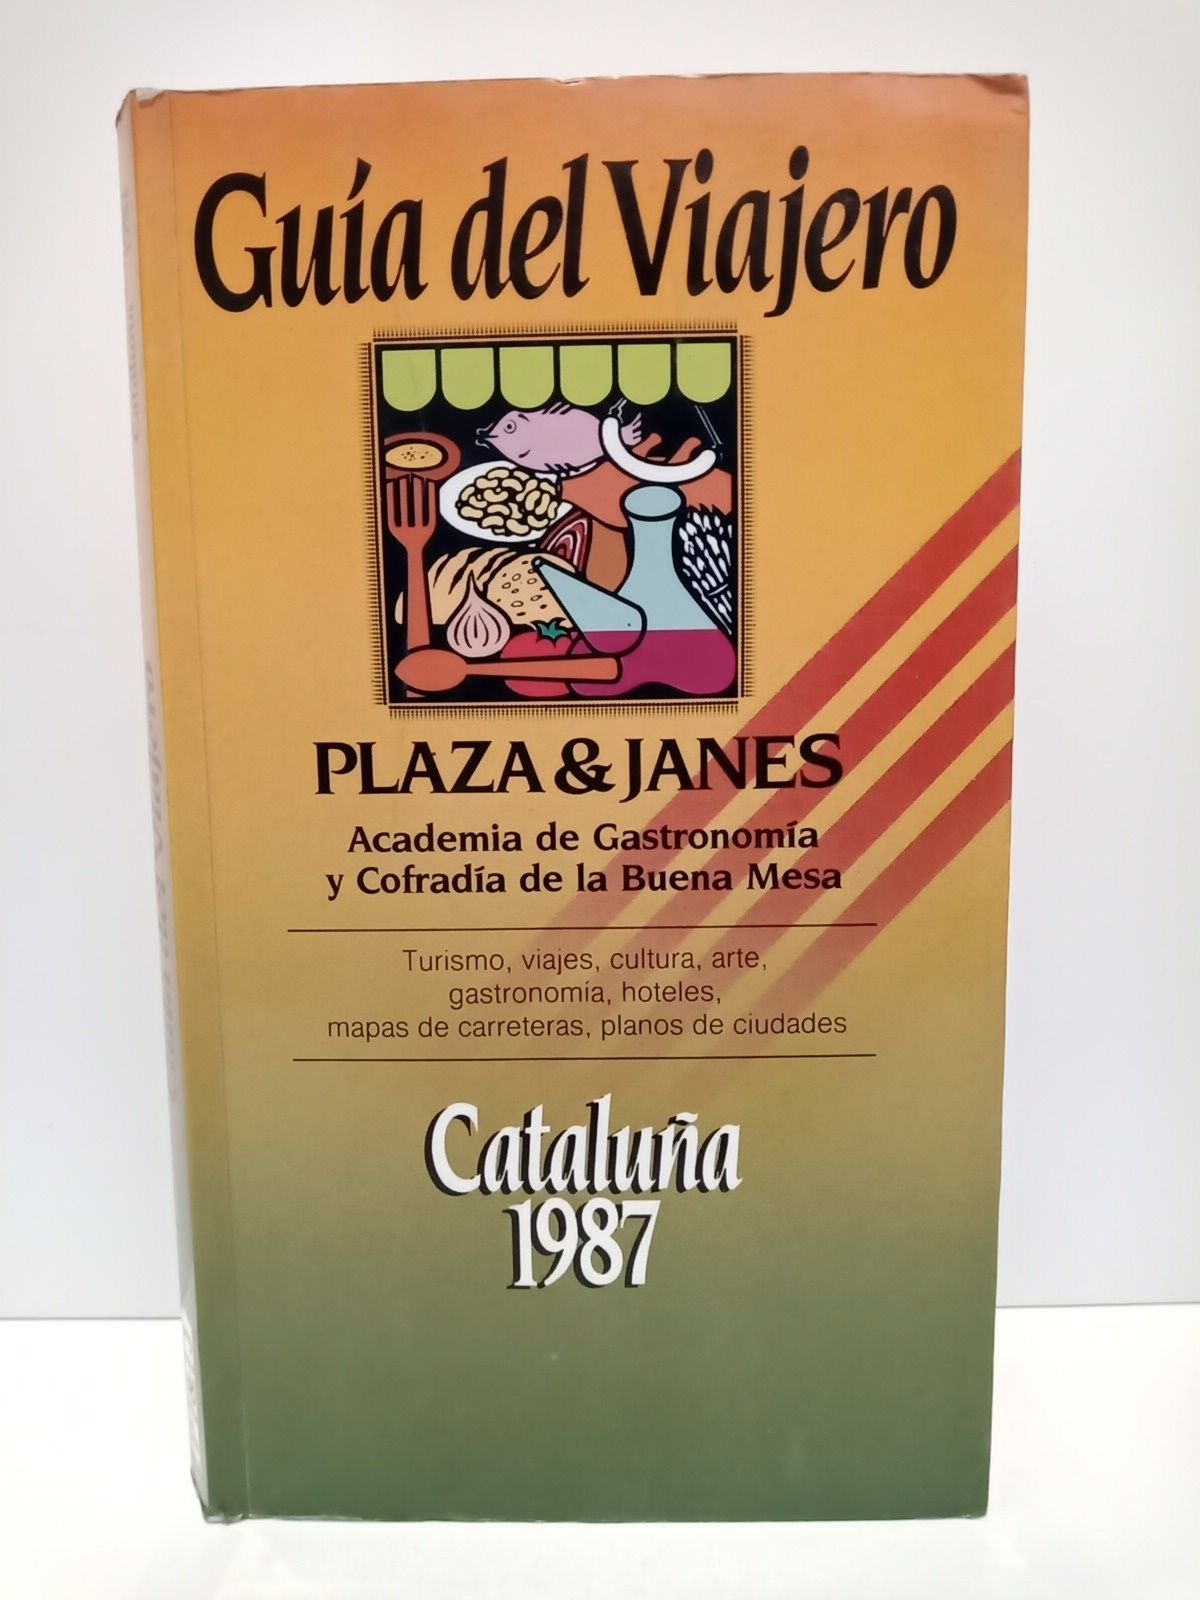 Guía del Viajero
PLAZA & JANES
Academia de Gastronomía
y Cofradía de la Buena Mesa
Turismo, viajes, cultura, arte,
gastronomía, hoteles,
mapas de carreteras, planos de ciudades
Cataluña
1987